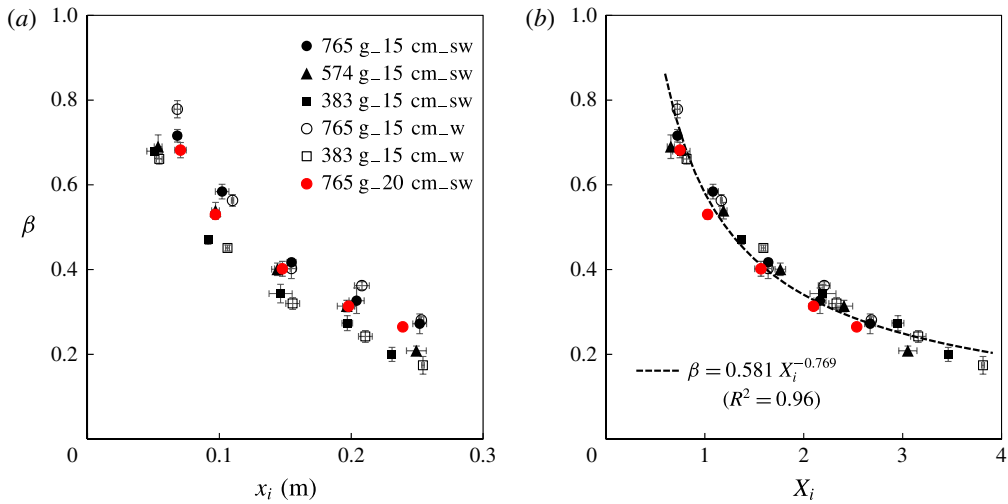 (a)
1.0
0.8
0.6
0.4
0.2
0
β
765 g_15 cm_sw
574 g_15 cm_sw
383 g_15 cm_sw
765 g_15 cm_w
383 g_15 cm_w
765 g_20 cm_sw
0.1
0.2
0.3
x_i (m)
(b)
1.0
0.8
0.6
0.4
0.2
0
β = 0.581 X_i^{−0.769}
(R² = 0.96)
1
2
3
4
X_i